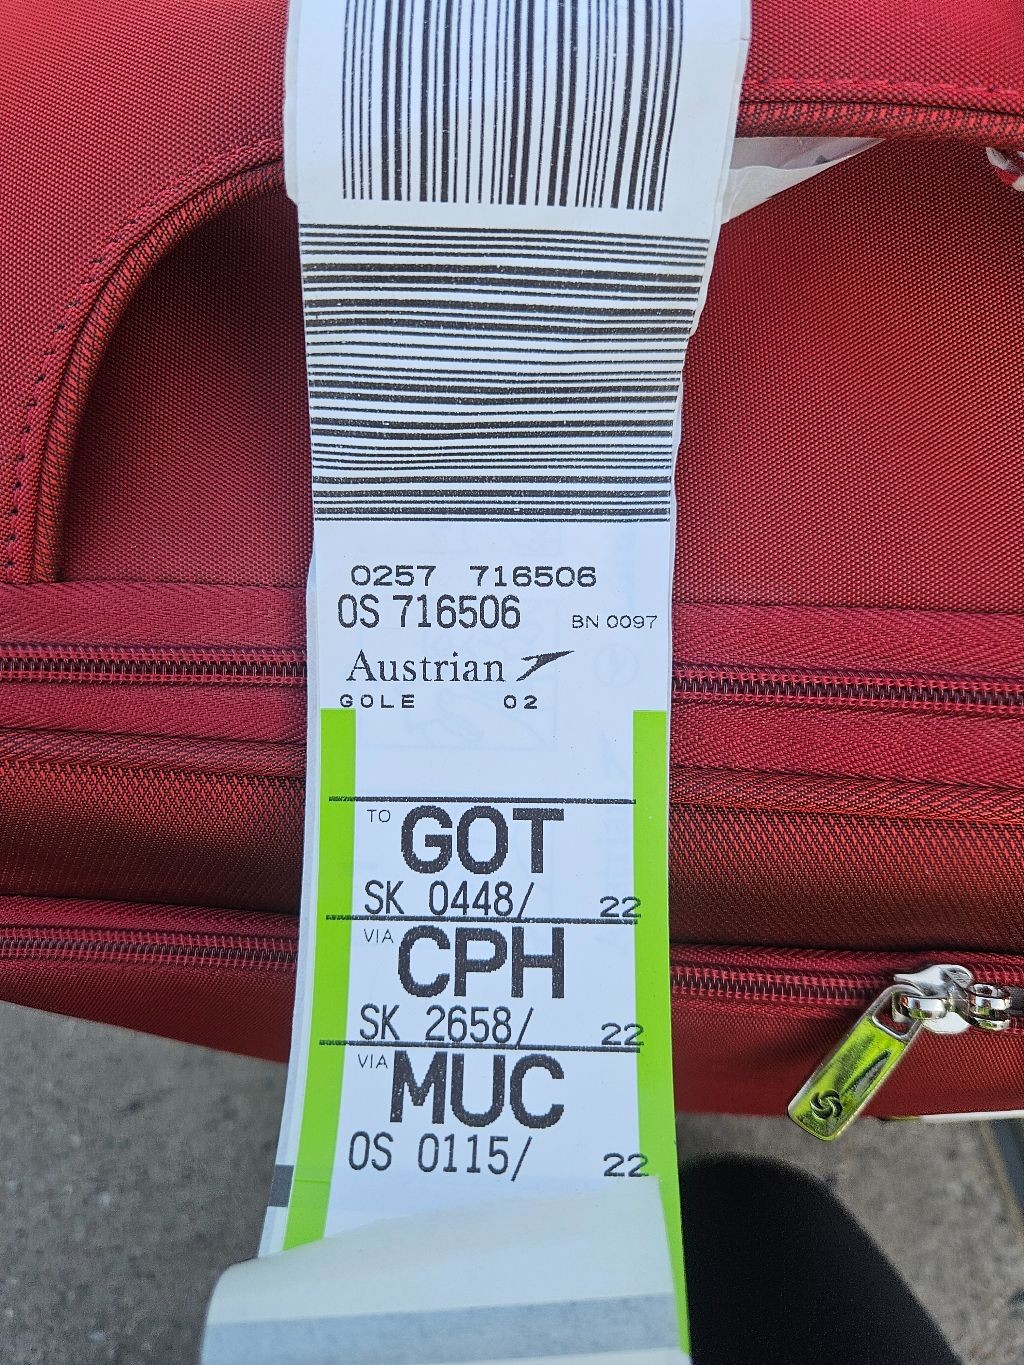 0257 716506
OS 716506 BN 0097
Austrian
GOLE 02
TO GOT
SK 0448/ 22
VIA CPH
SK 2658/ 22
VIA MUC
OS 0115/ 22